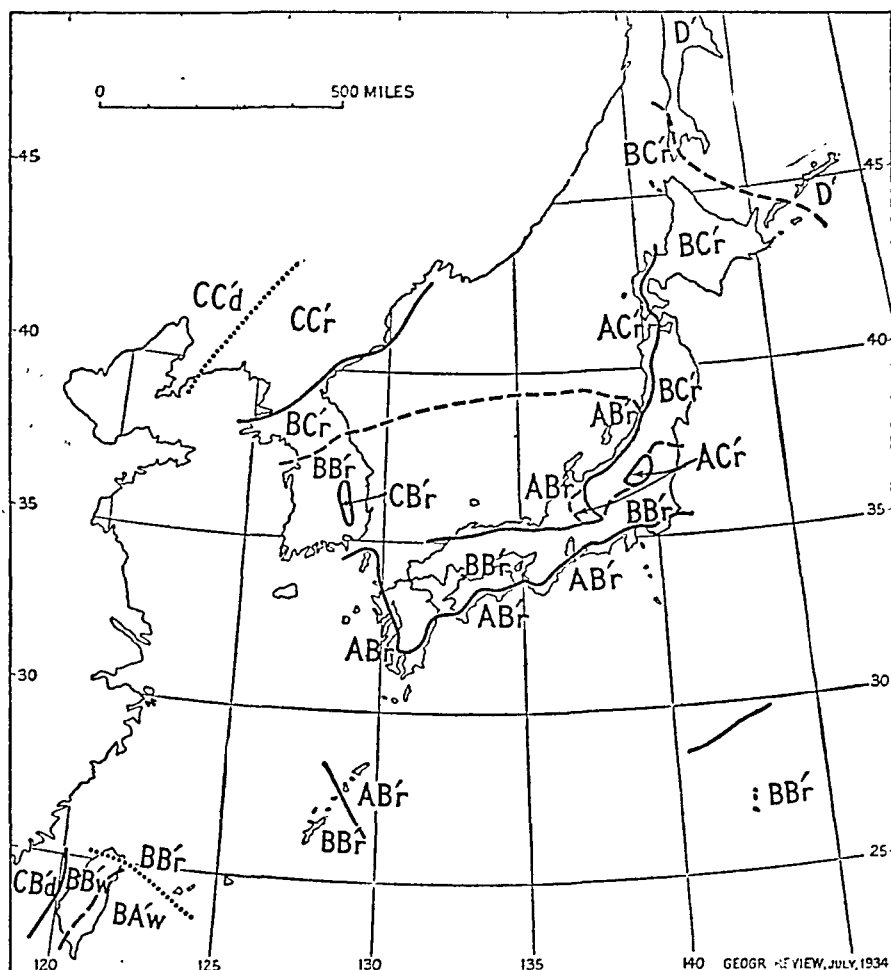 D'
0 500 MILES
45
BC'r
45
D'
BC'r
CC'd
CC'r
40
AC'r
40
BC'r
BC'r
AB'r
AC'r
BB'r
CB'r
AB'r
35
BB'r
35
BB'r
AB'r
AB'r
AB'r
30
30
AB'r
BB'r
BB'r
25
BB'r
CB'd
BB'w
BA'w
120
125
130
135
140
GEOGR. REVIEW, JULY, 1934